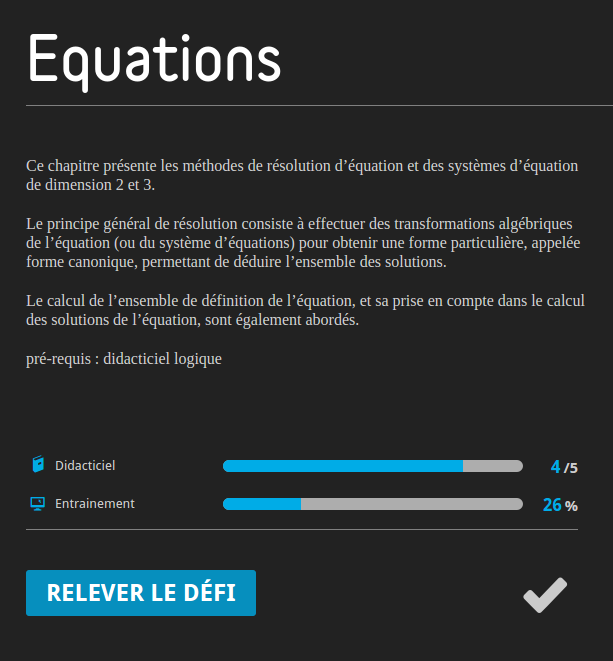 Equations
Ce chapitre présente les méthodes de résolution d’équation et des systèmes d’équation
de dimension 2 et 3.
Le principe général de résolution consiste à effectuer des transformations algébriques
de l’équation (ou du système d’équations) pour obtenir une forme particulière, appelée
forme canonique, permettant de déduire l’ensemble des solutions.
Le calcul de l’ensemble de définition de l’équation, et sa prise en compte dans le calcul
des solutions de l’équation, sont également abordés.
pré-requis : didacticiel logique
Didacticiel 4 /5
Entrainement 26 %
RELEVER LE DÉFI